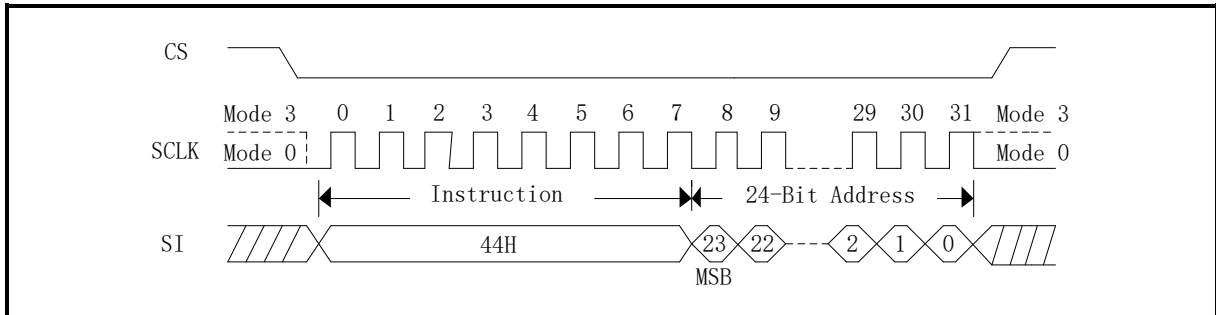 CS
Mode 3 0 1 2 3 4 5 6 7 8 9 29 30 31 Mode 3
SCLK Mode 0 Mode 0
Instruction 24-Bit Address
SI 44H 23 22 2 1 0
MSB